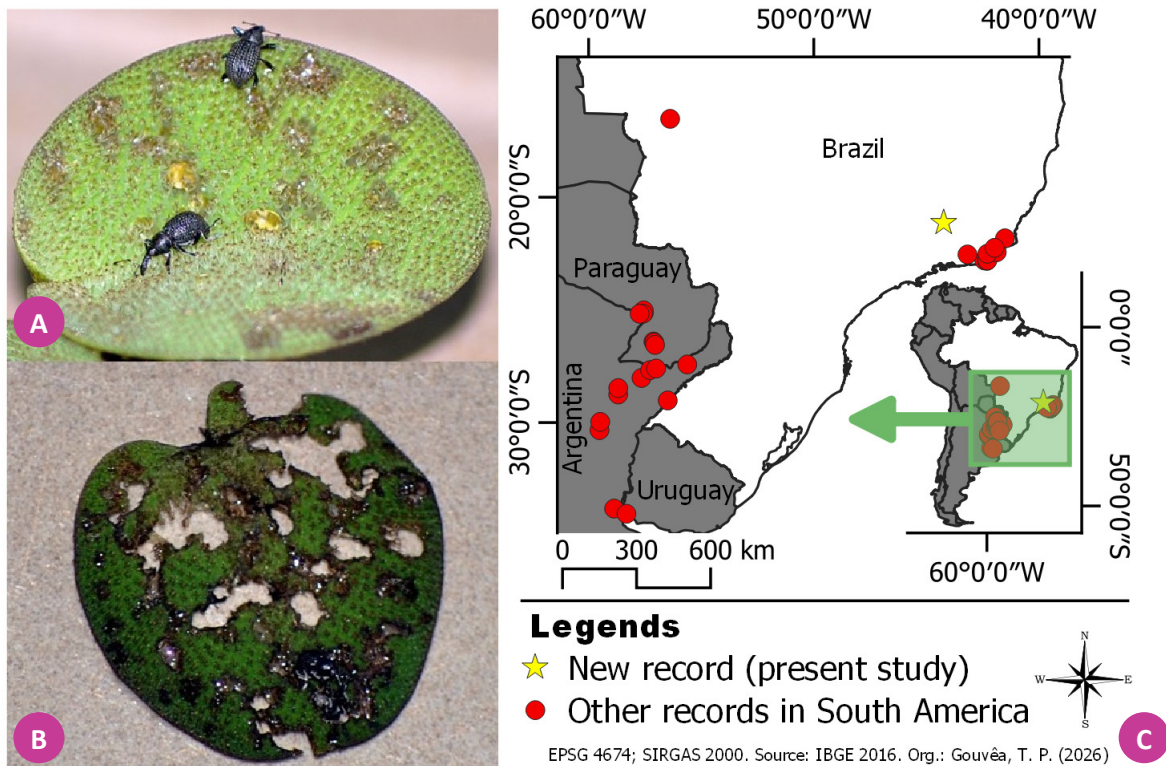 A
B
60°0'0"W 50°0'0"W 40°0'0"W
20°0'0"S
30°0'0"S
Brazil
Paraguay
Argentina
Uruguay
0°0'0"
50°0'0"S
60°0'0"W
0 300 600 km
Legends
New record (present study)
Other records in South America
N
W E
S
EPSG 4674; SIRGAS 2000. Source: IBGE 2016. Org.: Gouvêa, T. P. (2026)
C